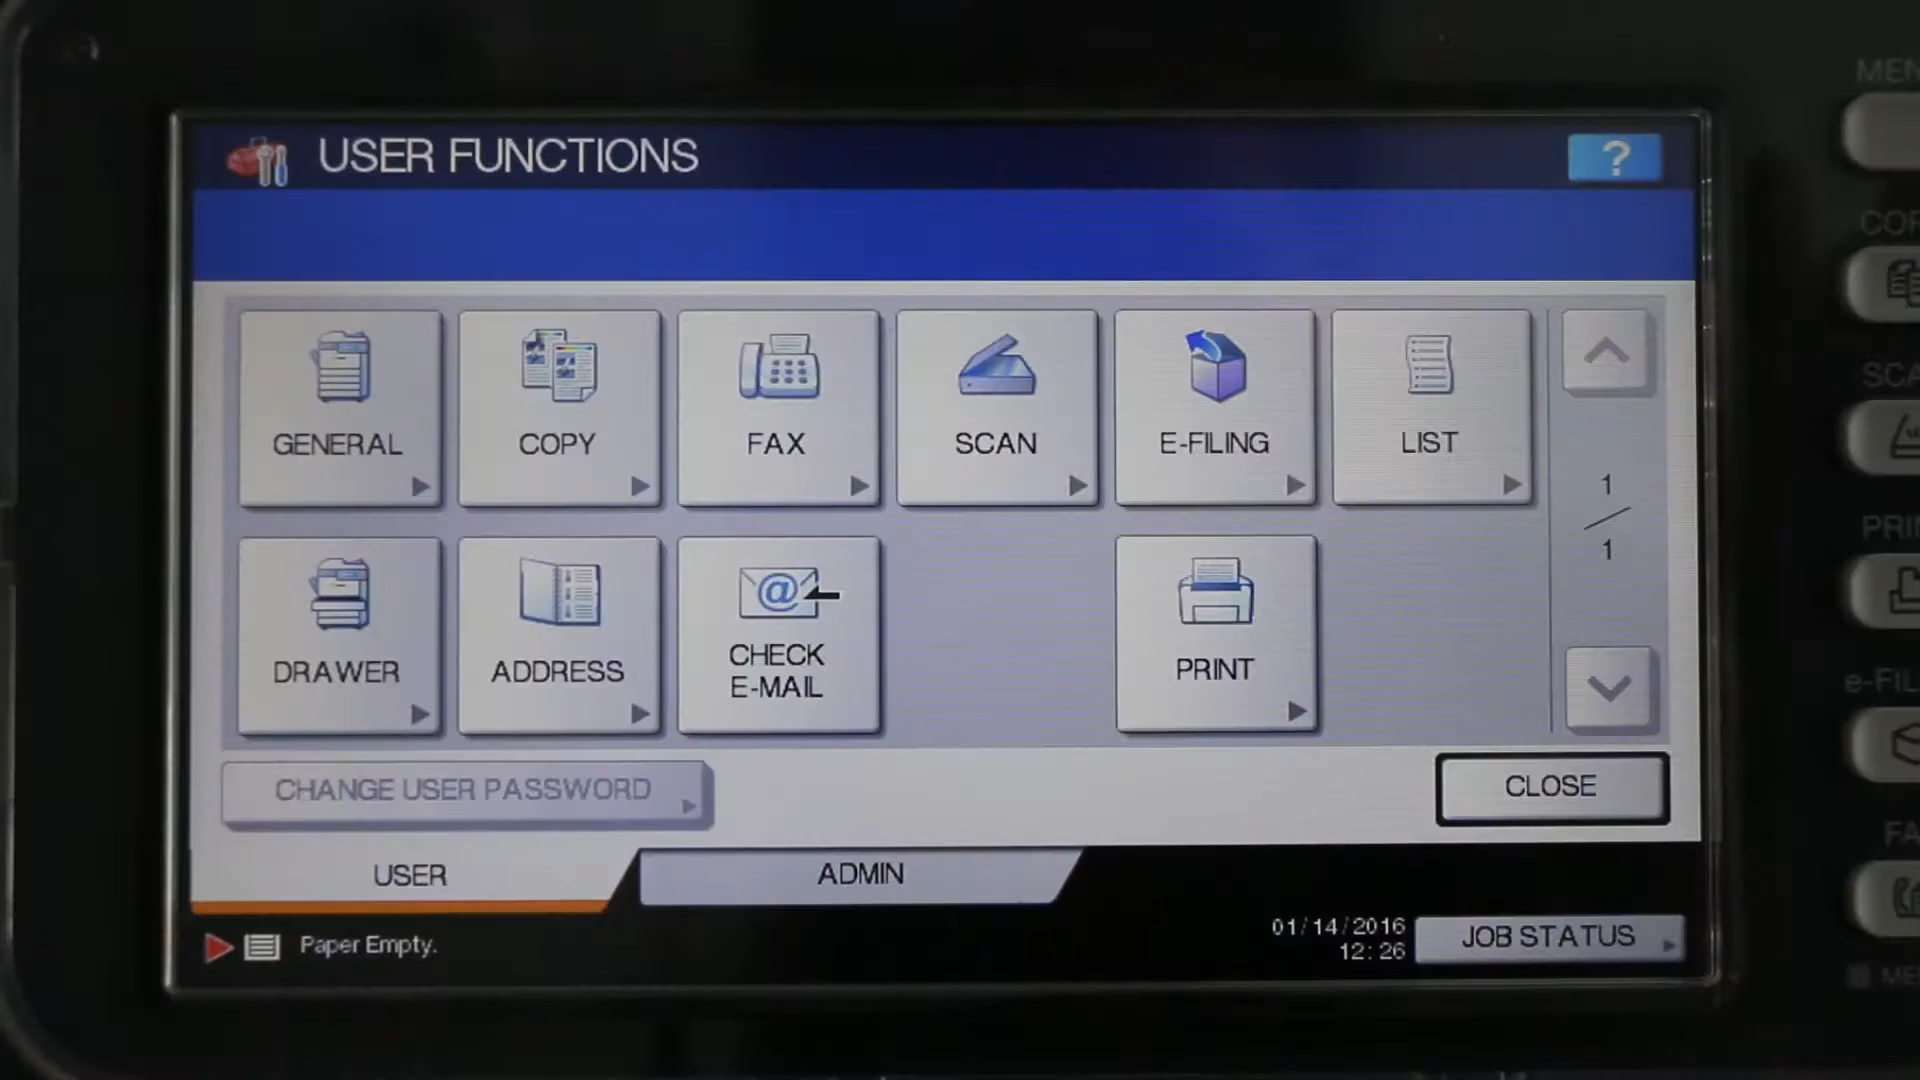 USER FUNCTIONS
?
GENERAL
COPY
FAX
SCAN
E-FILING
LIST
1
1
DRAWER
ADDRESS
CHECK
E-MAIL
@
PRINT
CHANGE USER PASSWORD
CLOSE
USER
ADMIN
Paper Empty.
01/14/2016
12:26
JOB STATUS